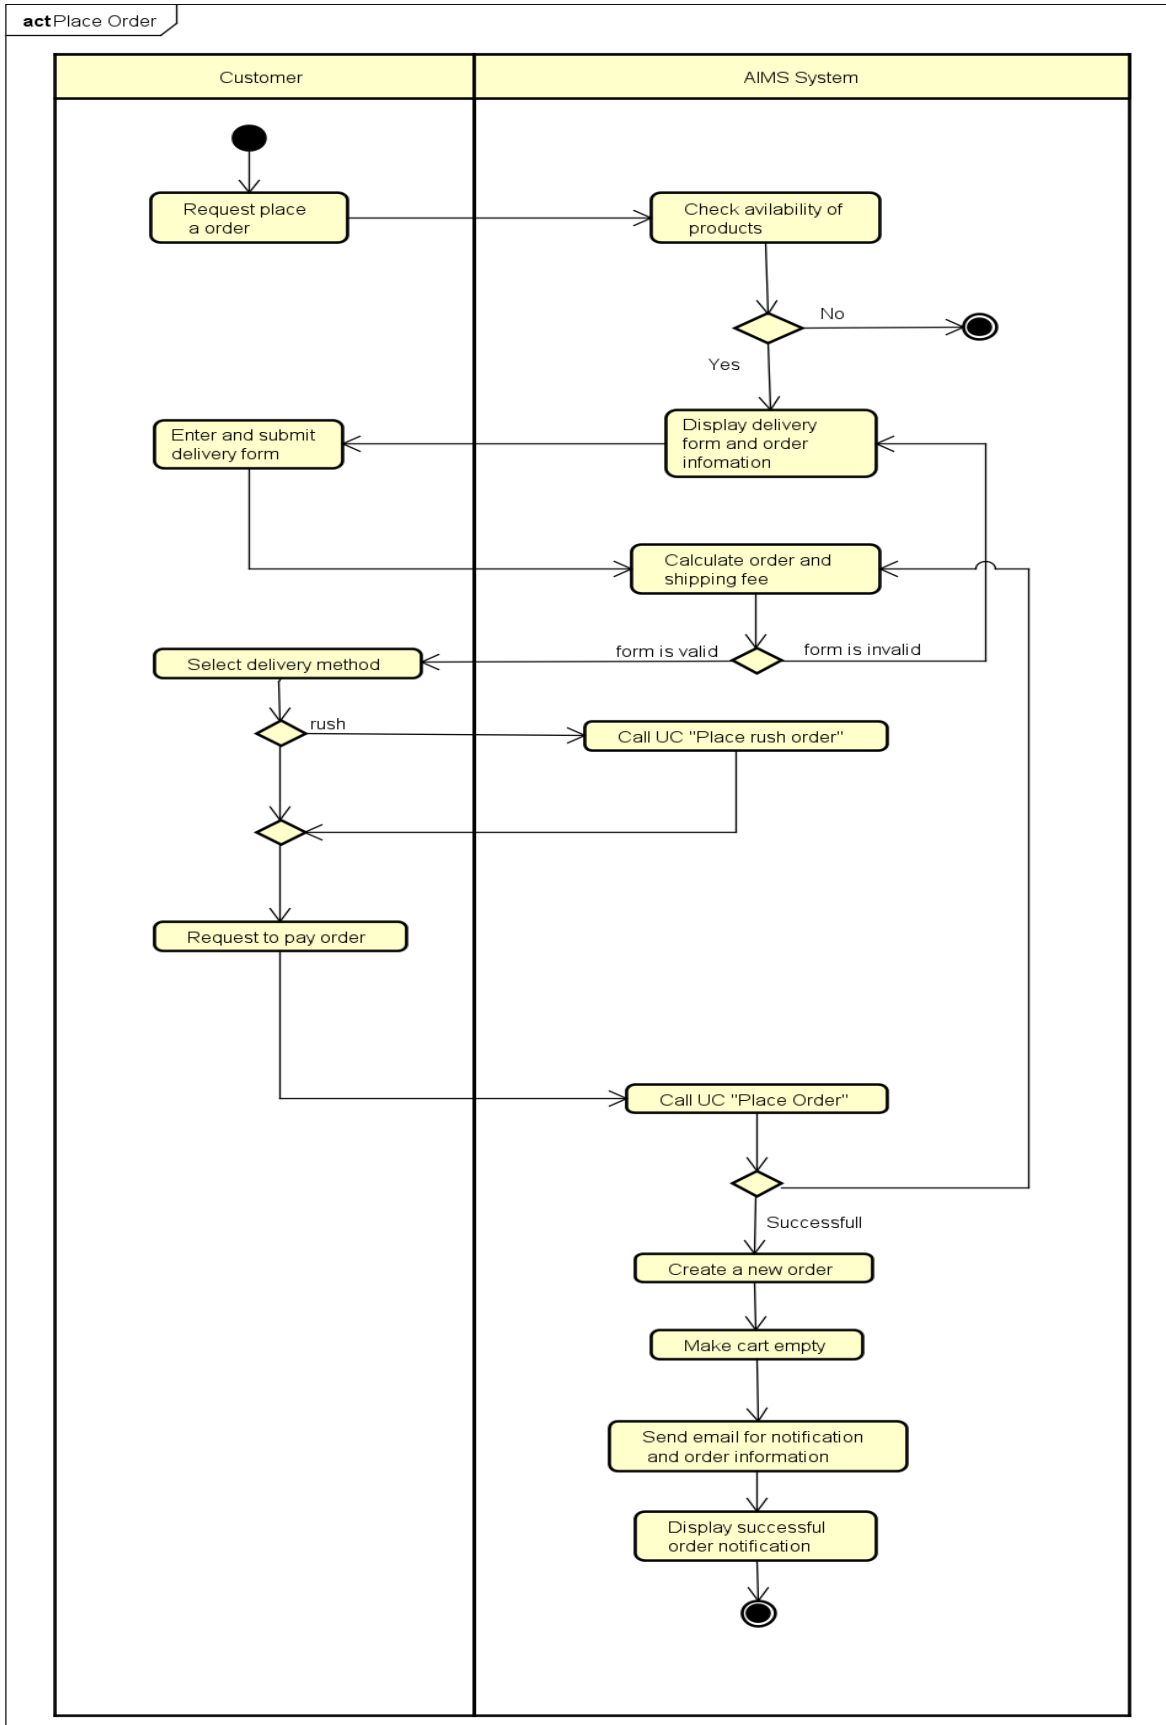 act Place Order
Customer
AIMS System
Request place
a order
Check avilability of
products
No
Yes
Enter and submit
delivery form
Display delivery
form and order
infomation
Calculate order and
shipping fee
form is valid
form is invalid
Select delivery method
rush
Call UC "Place rush order"
Request to pay order
Call UC "Place Order"
Successfull
Create a new order
Make cart empty
Send email for notification
and order information
Display successful
order notification